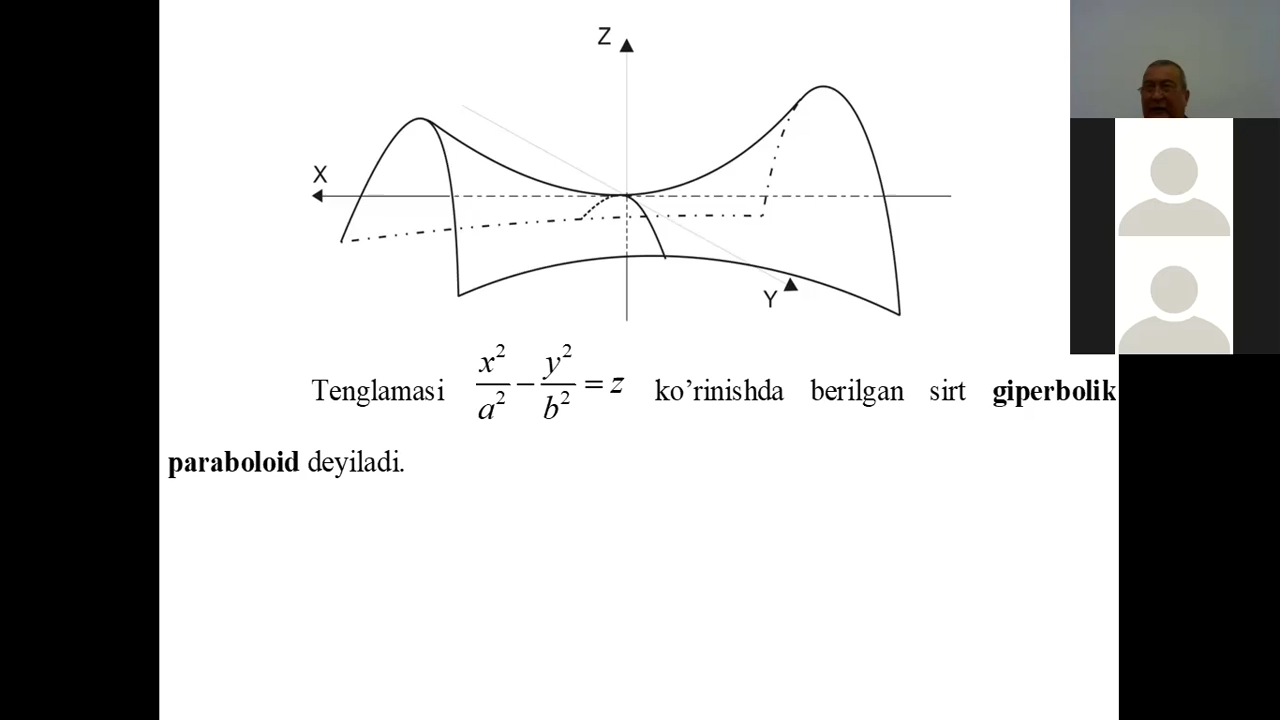 Z
X
Y
Tenglamasi x²/a² − y²/b² = z ko’rinishda berilgan sirt giperbolik
paraboloid deyiladi.